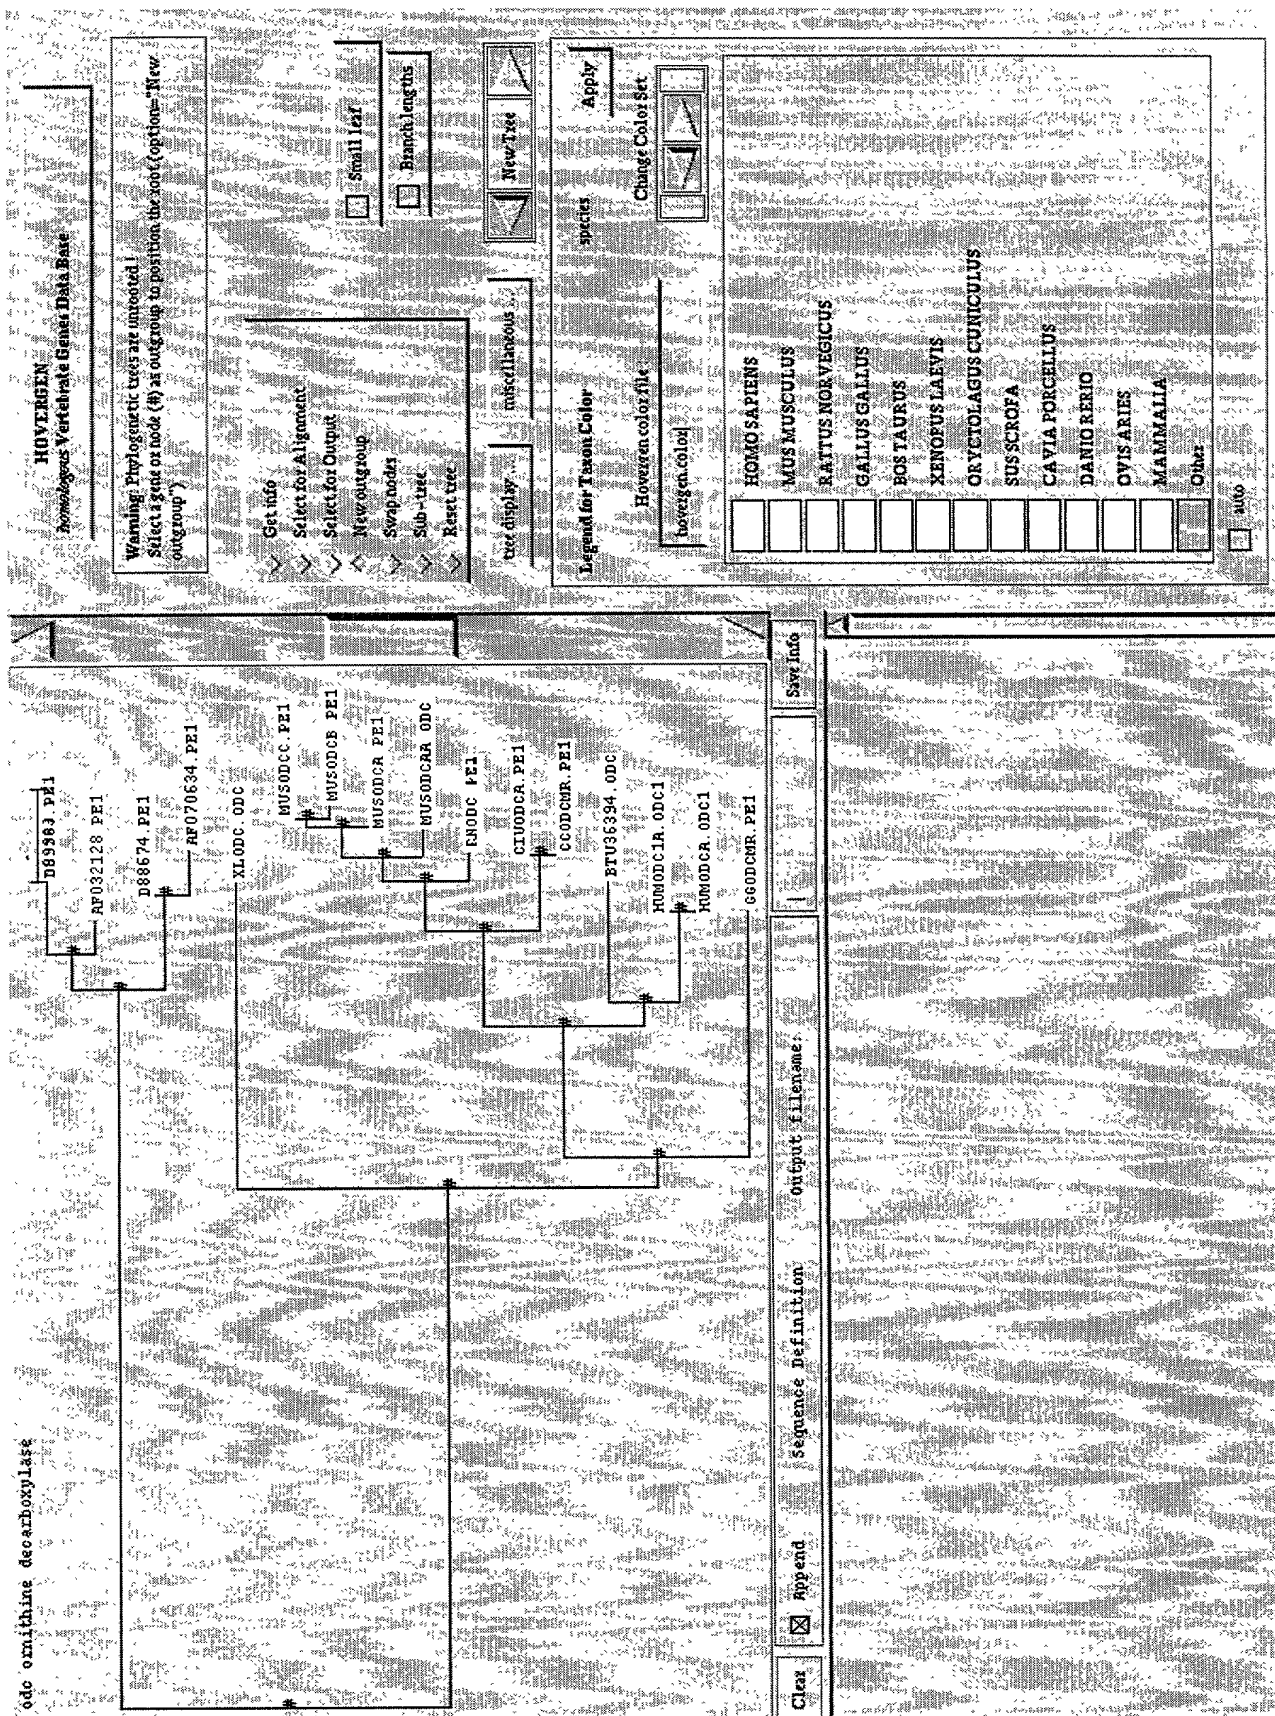 odc ornithine decarboxylase
D89983.PE1
AF032128.PE1
D88674.PE1
AF070634.PE1
XLODC.ODC
MUSODCC.PE1
MUSODCB.PE1
MUSODCA.PE1
MUSODCAA.ODC
RNODC.PE1
CIUODCA.PE1
CGODCMR.PE1
BTU36394.ODC
HUMODC1A.ODC1
HUMODCA.ODC1
GGODCMR.PE1
Clear
Append
Sequence Definition
Output filename:
Save Info
HOVERGEN
Homologous Vertebrate Genes Data Base
Warning: Phylogenetic trees are unrooted!
Select a gene or node (#) as outgroup to position the root (option="New
outgroup")
Get info
Select for Alignment
Select for Output
New outgroup
Swap nodes
Sub-tree
Reset tree
Small leaf
Branch lengths
tree display ...
miscellaneous ...
New Tree
Legend for Taxon Color
species
Apply
Hovergen color file
Change Color Set
hovergen.color
HOMO SAPIENS
MUS MUSCULUS
RATTUS NORVEGICUS
GALLUS GALLUS
BOS TAURUS
XENOPUS LAEVIS
ORYCTOLAGUS CUNICULUS
SUS SCROFA
CAVIA PORCELLUS
DANIO RERIO
OVIS ARIES
MAMMALIA
Other
auto